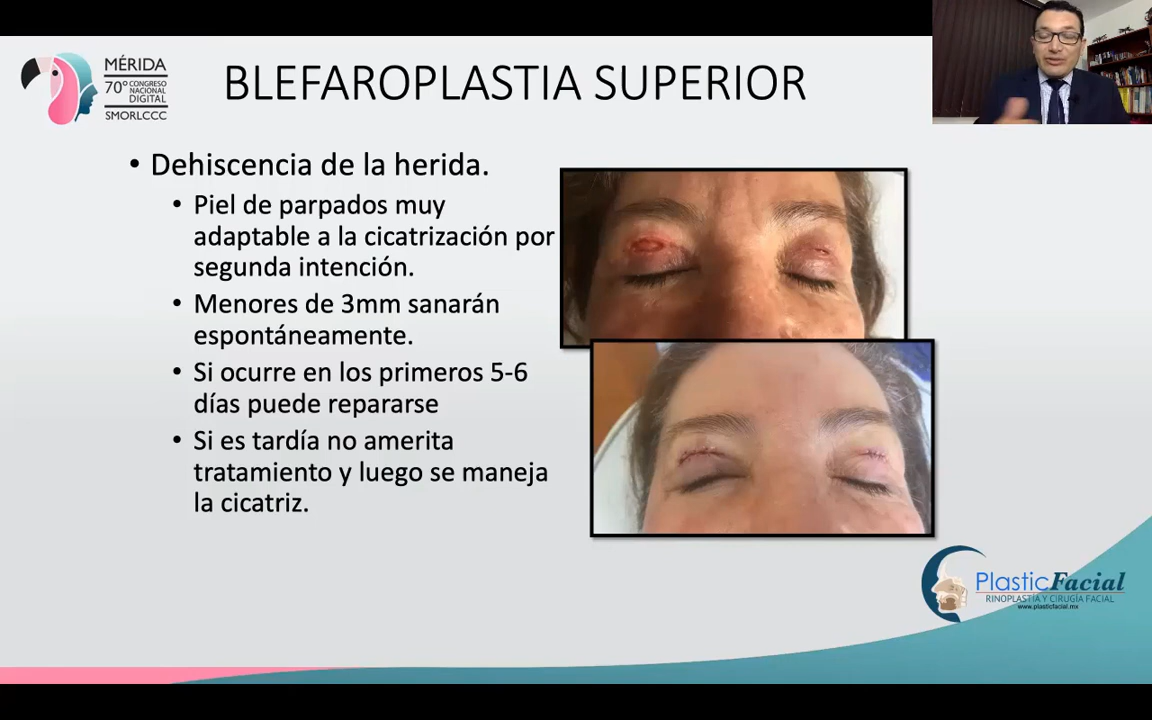 MÉRIDA
70° CONGRESO
NACIONAL
DIGITAL
SMORLCCC
BLEFAROPLASTIA SUPERIOR
• Dehiscencia de la herida.
• Piel de parpados muy
adaptable a la cicatrización por
segunda intención.
• Menores de 3mm sanarán
espontáneamente.
• Si ocurre en los primeros 5-6
días puede repararse
• Si es tardía no amerita
tratamiento y luego se maneja
la cicatriz.
PlasticFacial
RINOPLASTÍA Y CIRUGÍA FACIAL
www.plasticfacial.mx